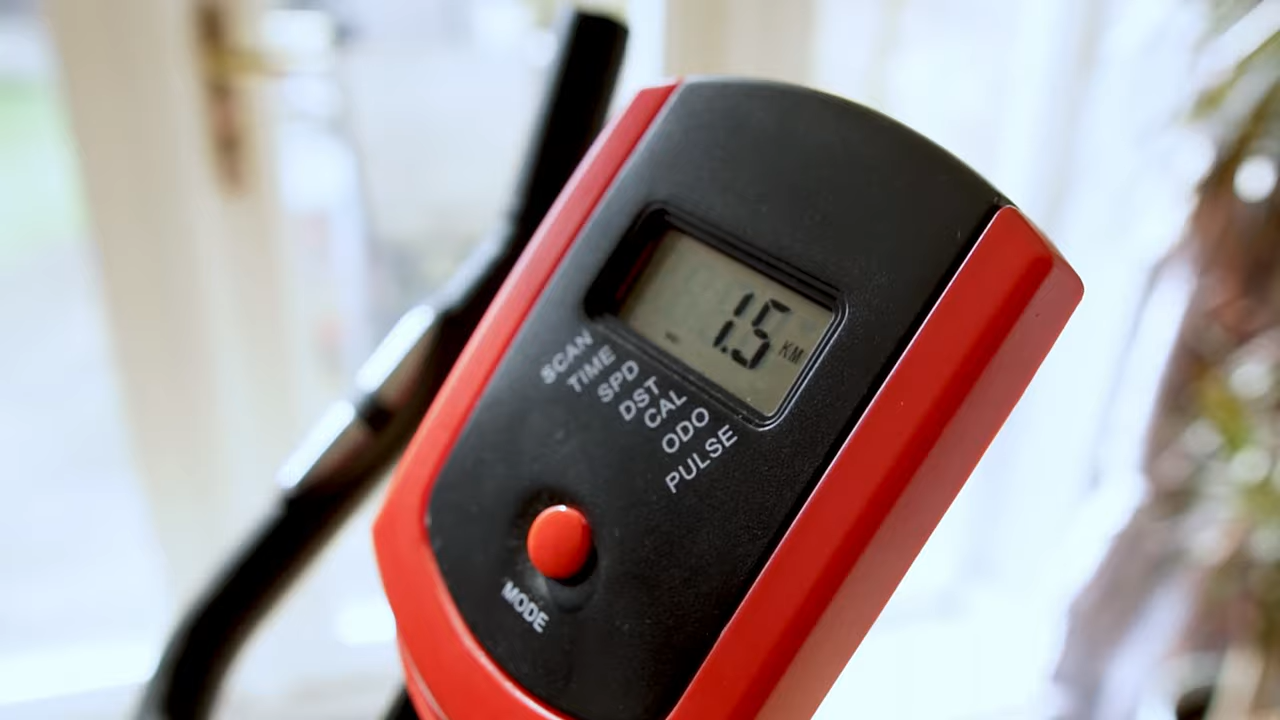 1.5 KM
SCAN
TIME
SPD
DST
CAL
ODO
PULSE
MODE